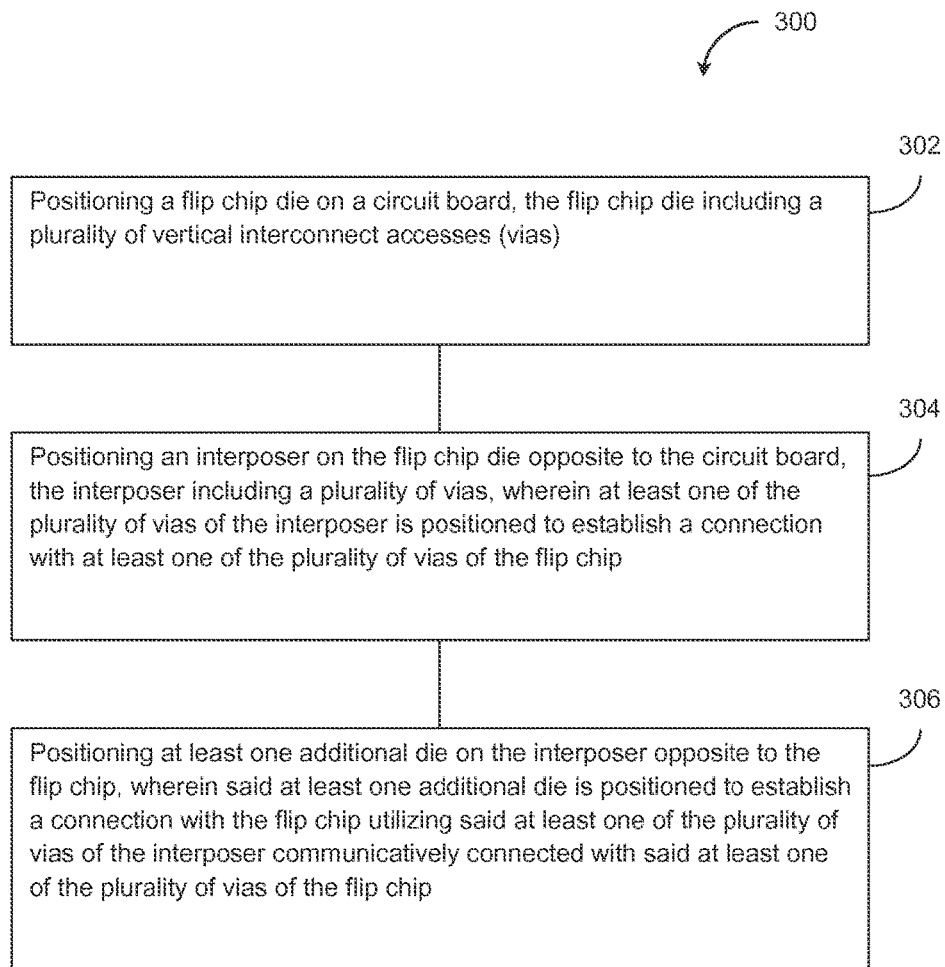 300
302
Positioning a flip chip die on a circuit board, the flip chip die including a
plurality of vertical interconnect accesses (vias)
304
Positioning an interposer on the flip chip die opposite to the circuit board,
the interposer including a plurality of vias, wherein at least one of the
plurality of vias of the interposer is positioned to establish a connection
with at least one of the plurality of vias of the flip chip
306
Positioning at least one additional die on the interposer opposite to the
flip chip, wherein said at least one additional die is positioned to establish
a connection with the flip chip utilizing said at least one of the plurality of
vias of the interposer communicatively connected with said at least one
of the plurality of vias of the flip chip